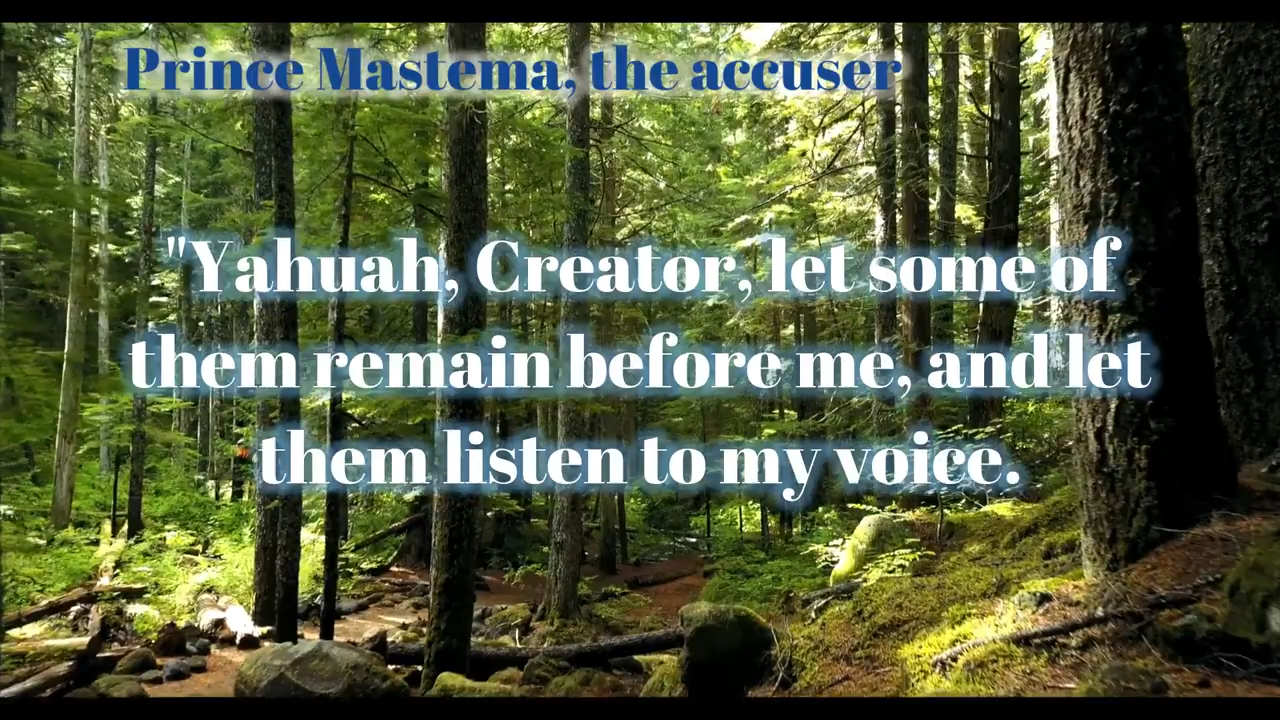 Prince Mastema, the accuser
"Yahuah, Creator, let some of
them remain before me, and let
them listen to my voice.